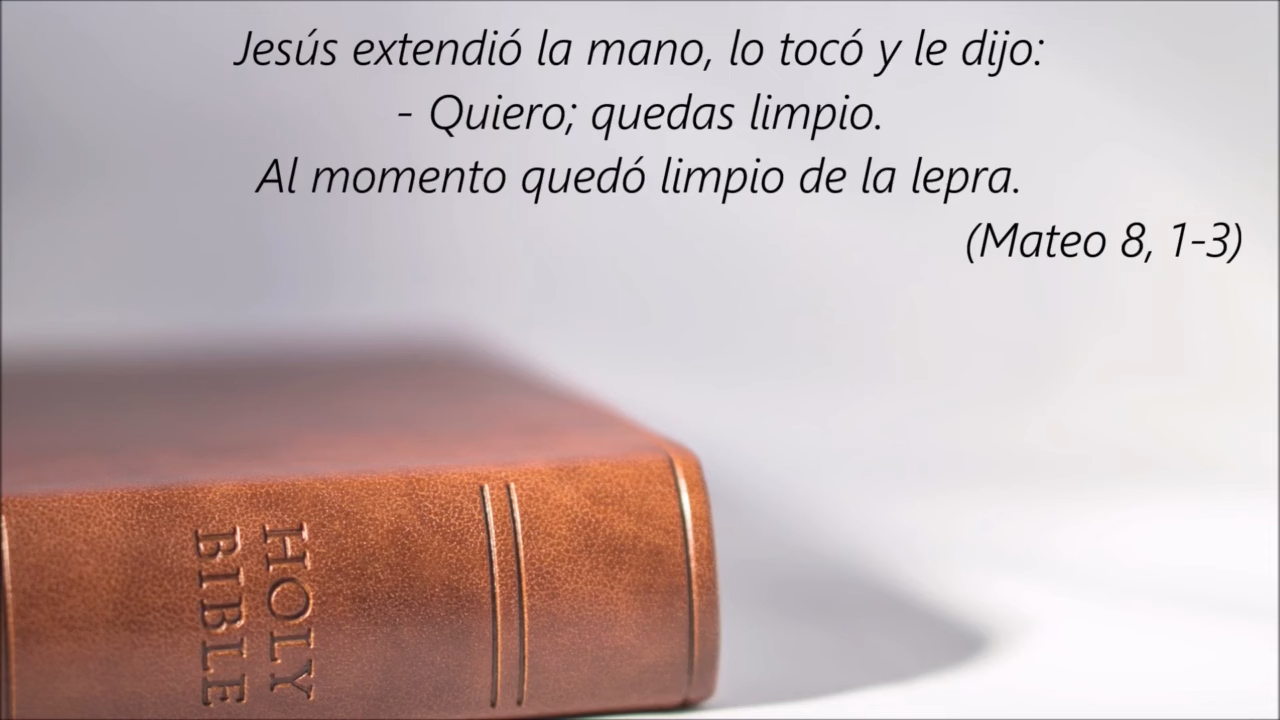 Jesús extendió la mano, lo tocó y le dijo:
- Quiero; quedas limpio.
Al momento quedó limpio de la lepra.
(Mateo 8, 1-3)
HOLY
BIBLE